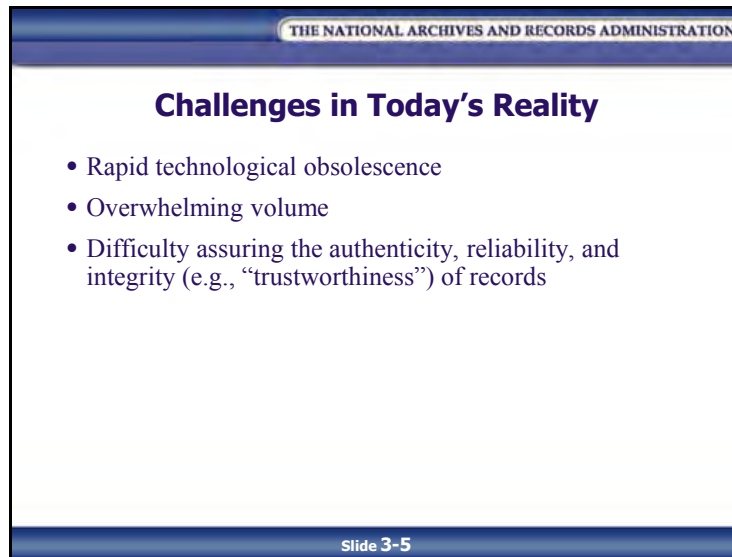 THE NATIONAL ARCHIVES AND RECORDS ADMINISTRATION
Challenges in Today's Reality
• Rapid technological obsolescence
• Overwhelming volume
• Difficulty assuring the authenticity, reliability, and
integrity (e.g., “trustworthiness”) of records
Slide 3-5